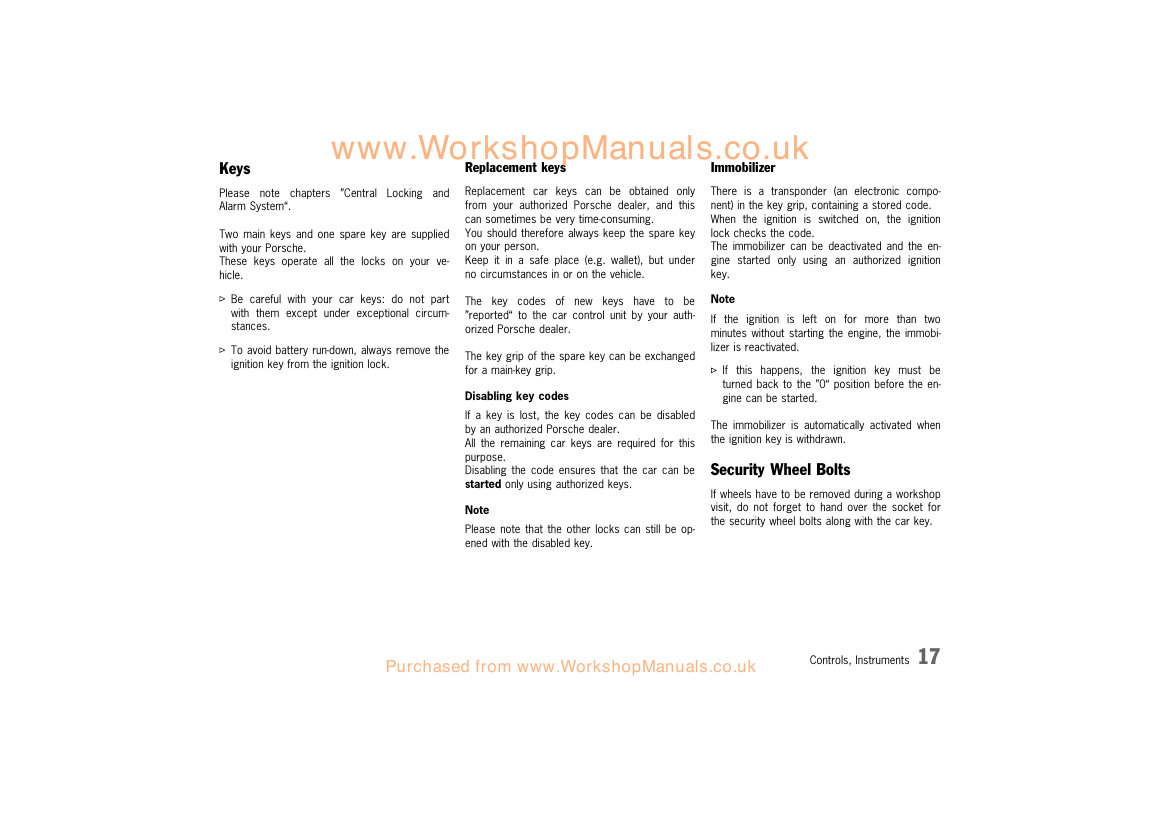 www.WorkshopManuals.co.uk
Keys
Please note chapters "Central Locking and
Alarm System“.
Two main keys and one spare key are supplied
with your Porsche.
These keys operate all the locks on your ve-
hicle.
▷ Be careful with your car keys: do not part
with them except under exceptional circum-
stances.
▷ To avoid battery run-down, always remove the
ignition key from the ignition lock.
Replacement keys
Replacement car keys can be obtained only
from your authorized Porsche dealer, and this
can sometimes be very time-consuming.
You should therefore always keep the spare key
on your person.
Keep it in a safe place (e.g. wallet), but under
no circumstances in or on the vehicle.
The key codes of new keys have to be
"reported“ to the car control unit by your auth-
orized Porsche dealer.
The key grip of the spare key can be exchanged
for a main-key grip.
Disabling key codes
If a key is lost, the key codes can be disabled
by an authorized Porsche dealer.
All the remaining car keys are required for this
purpose.
Disabling the code ensures that the car can be
started only using authorized keys.
Note
Please note that the other locks can still be op-
ened with the disabled key.
Immobilizer
There is a transponder (an electronic compo-
nent) in the key grip, containing a stored code.
When the ignition is switched on, the ignition
lock checks the code.
The immobilizer can be deactivated and the en-
gine started only using an authorized ignition
key.
Note
If the ignition is left on for more than two
minutes without starting the engine, the immobi-
lizer is reactivated.
▷ If this happens, the ignition key must be
turned back to the "0“ position before the en-
gine can be started.
The immobilizer is automatically activated when
the ignition key is withdrawn.
Security Wheel Bolts
If wheels have to be removed during a workshop
visit, do not forget to hand over the socket for
the security wheel bolts along with the car key.
Controls, Instruments 17
Purchased from www.WorkshopManuals.co.uk